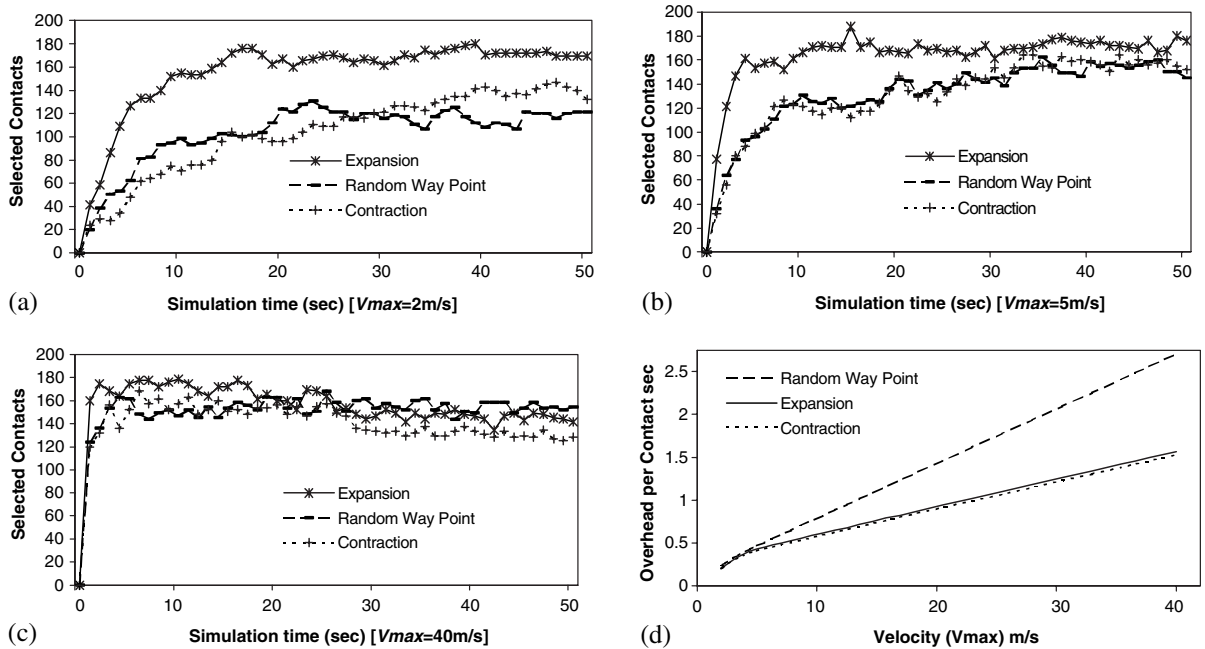 200
180
160
140
120
100
80
60
40
20
0
Selected Contacts
Expansion
Random Way Point
Contraction
0 10 20 30 40 50
(a)
Simulation time (sec) [Vmax=2m/s]
200
180
160
140
120
100
80
60
40
20
0
Selected Contacts
Expansion
Random Way Point
Contraction
0 10 20 30 40 50
(b)
Simulation time (sec) [Vmax=5m/s]
200
180
160
140
120
100
80
60
40
20
0
Selected Contacts
Expansion
Random Way Point
Contraction
0 10 20 30 40 50
(c)
Simulation time (sec) [Vmax=40m/s]
2.5
2
1.5
1
0.5
0
Overhead per Contact sec
Random Way Point
Expansion
Contraction
0 10 20 30 40
(d)
Velocity (Vmax) m/s